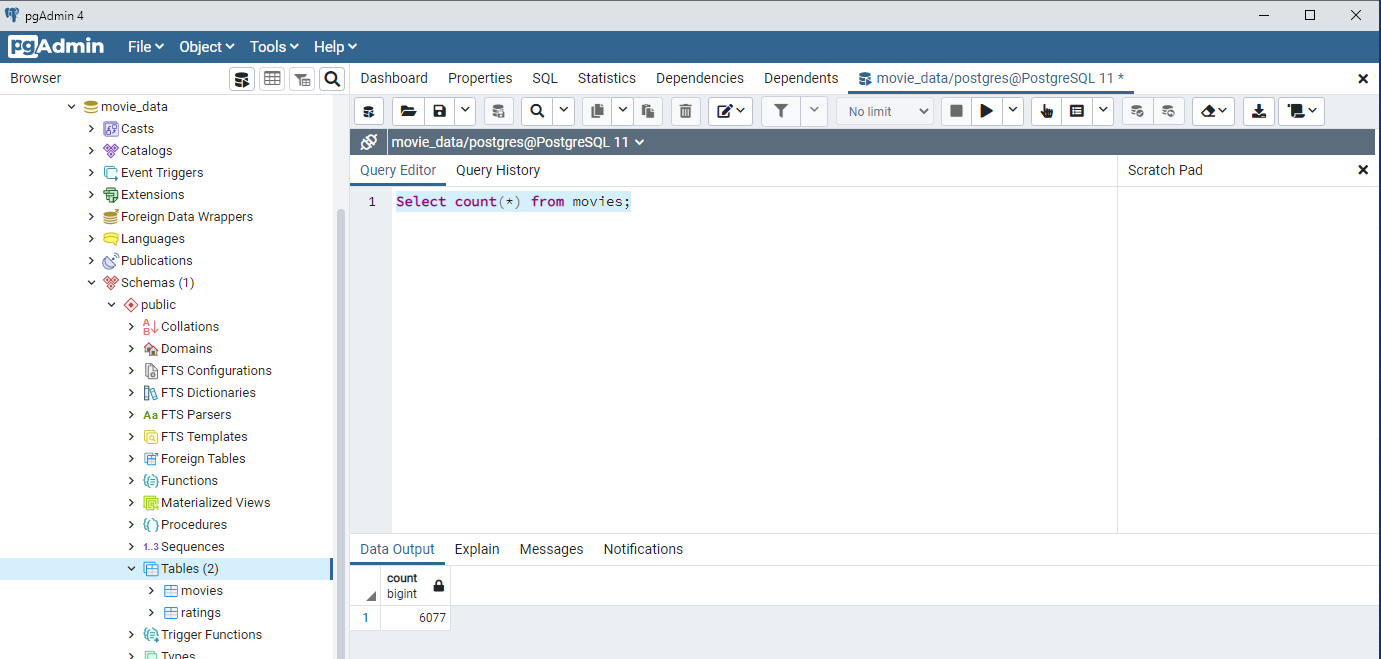 pgAdmin 4
pgAdmin File Object Tools Help
Browser
Dashboard Properties SQL Statistics Dependencies Dependents movie_data/postgres@PostgreSQL 11 *
No limit
movie_data/postgres@PostgreSQL 11
Query Editor Query History
Scratch Pad
1 Select count(*) from movies;
movie_data
Casts
Catalogs
Event Triggers
Extensions
Foreign Data Wrappers
Languages
Publications
Schemas (1)
public
Collations
Domains
FTS Configurations
FTS Dictionaries
Aa FTS Parsers
FTS Templates
Foreign Tables
Functions
Materialized Views
Procedures
1..3 Sequences
Tables (2)
movies
ratings
Trigger Functions
Types
Data Output Explain Messages Notifications
count
bigint
1 6077